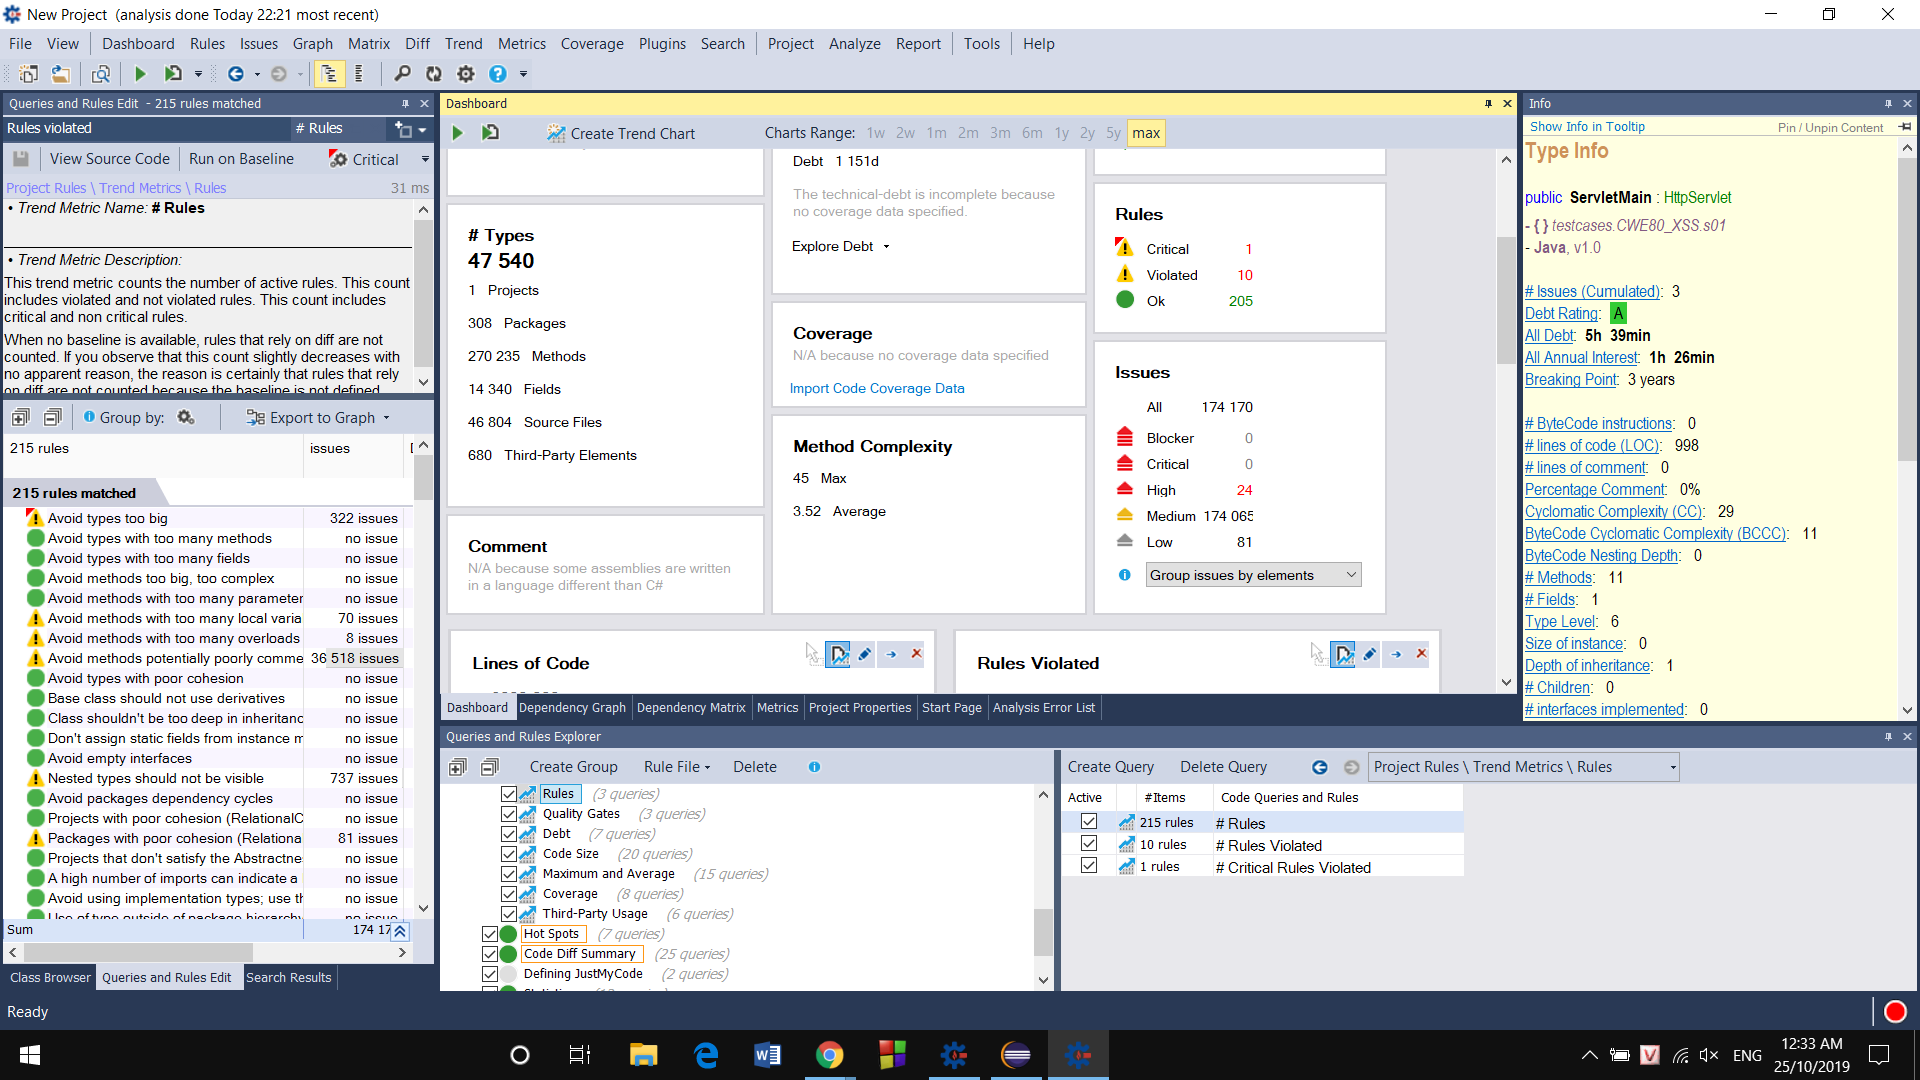 New Project  (analysis done Today 22:21 most recent)
File View Dashboard Rules Issues Graph Matrix Diff Trend Metrics Coverage Plugins Search Project Analyze Report Tools Help
Queries and Rules Edit  - 215 rules matched
Rules violated # Rules
View Source Code Run on Baseline Critical
Project Rules \ Trend Metrics \ Rules 31 ms
• Trend Metric Name: # Rules
• Trend Metric Description:
This trend metric counts the number of active rules. This count
includes violated and not violated rules. This count includes
critical and non critical rules.
When no baseline is available, rules that rely on diff are not
counted. If you observe that this count slightly decreases with
no apparent reason, the reason is certainly that rules that rely
on diff are not counted because the baseline is not defined.
Group by: Export to Graph
215 rules issues
215 rules matched
Avoid types too big 322 issues
Avoid types with too many methods no issue
Avoid types with too many fields no issue
Avoid methods too big, too complex no issue
Avoid methods with too many parameter no issue
Avoid methods with too many local varia 70 issues
Avoid methods with too many overloads 8 issues
Avoid methods potentially poorly comme 36 518 issues
Avoid types with poor cohesion no issue
Base class should not use derivatives no issue
Class shouldn't be too deep in inheritanc no issue
Don't assign static fields from instance m no issue
Avoid empty interfaces no issue
Nested types should not be visible 737 issues
Avoid packages dependency cycles no issue
Projects with poor cohesion (RelationalC no issue
Packages with poor cohesion (Relationa 81 issues
Projects that don't satisfy the Abstractne no issue
A high number of imports can indicate a no issue
Avoid using implementation types; use th no issue
Use of type outside of package hierarchy no issue
Sum 174 17
Class Browser Queries and Rules Edit Search Results
Ready
Dashboard
Create Trend Chart Charts Range: 1w 2w 1m 2m 3m 6m 1y 2y 5y max
# Types
47 540
1 Projects
308 Packages
270 235 Methods
14 340 Fields
46 804 Source Files
680 Third-Party Elements
Comment
N/A because some assemblies are written
in a language different than C#
Debt 1 151d
The technical-debt is incomplete because
no coverage data specified.
Explore Debt
Coverage
N/A because no coverage data specified
Import Code Coverage Data
Method Complexity
45 Max
3.52 Average
Rules
Critical 1
Violated 10
Ok 205
Issues
All 174 170
Blocker 0
Critical 0
High 24
Medium 174 065
Low 81
Group issues by elements
Lines of Code
Rules Violated
Dashboard Dependency Graph Dependency Matrix Metrics Project Properties Start Page Analysis Error List
Queries and Rules Explorer
Create Group Rule File Delete
Rules (3 queries)
Quality Gates (3 queries)
Debt (7 queries)
Code Size (20 queries)
Maximum and Average (15 queries)
Coverage (8 queries)
Third-Party Usage (6 queries)
Hot Spots (7 queries)
Code Diff Summary (25 queries)
Defining JustMyCode (2 queries)
Create Query Delete Query Project Rules \ Trend Metrics \ Rules
Active #Items Code Queries and Rules
215 rules # Rules
10 rules # Rules Violated
1 rules # Critical Rules Violated
Info
Show Info in Tooltip Pin / Unpin Content
Type Info
public ServletMain : HttpServlet
- { } testcases.CWE80_XSS.s01
- Java, v1.0
# Issues (Cumulated): 3
Debt Rating: A
All Debt: 5h 39min
All Annual Interest: 1h 26min
Breaking Point: 3 years
# ByteCode instructions: 0
# lines of code (LOC): 998
# lines of comment: 0
Percentage Comment: 0%
Cyclomatic Complexity (CC): 29
ByteCode Cyclomatic Complexity (BCCC): 11
ByteCode Nesting Depth: 0
# Methods: 11
# Fields: 1
Type Level: 6
Size of instance: 0
Depth of inheritance: 1
# Children: 0
# interfaces implemented: 0
ENG
12:33 AM
25/10/2019